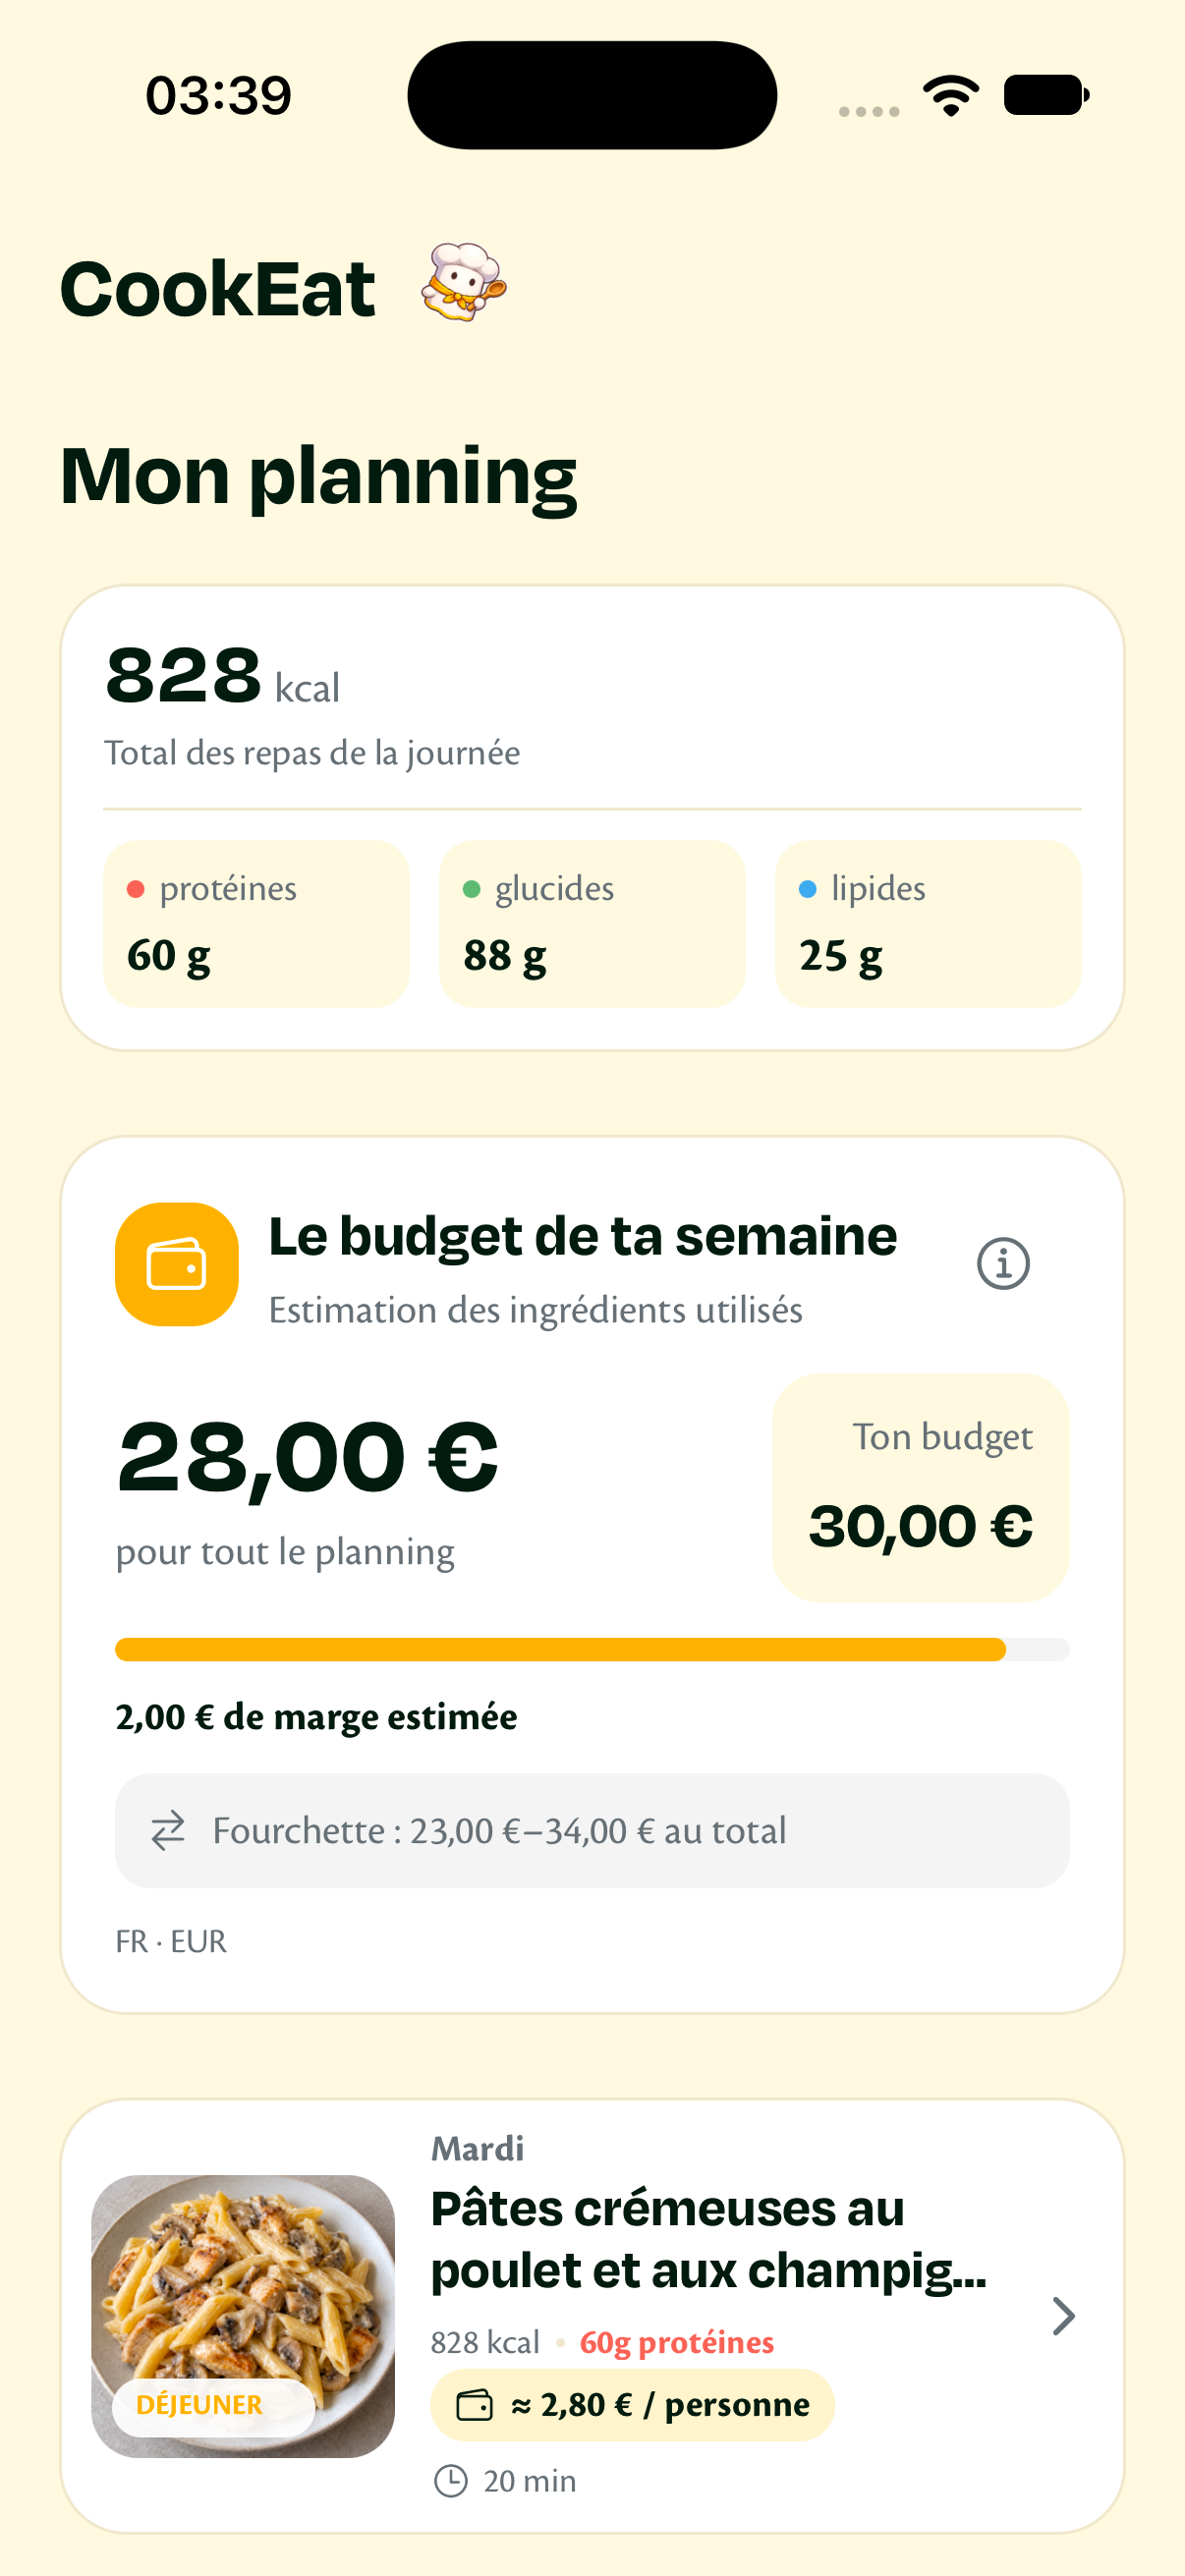 03:39
CookEat
Mon planning
828 kcal
Total des repas de la journée
protéines
60 g
glucides
88 g
lipides
25 g
Le budget de ta semaine
Estimation des ingrédients utilisés
28,00 €
pour tout le planning
Ton budget
30,00 €
2,00 € de marge estimée
Fourchette : 23,00 €–34,00 € au total
FR · EUR
Mardi
Pâtes crémeuses au
poulet et aux champig...
828 kcal • 60g protéines
≈ 2,80 € / personne
20 min
DÉJEUNER